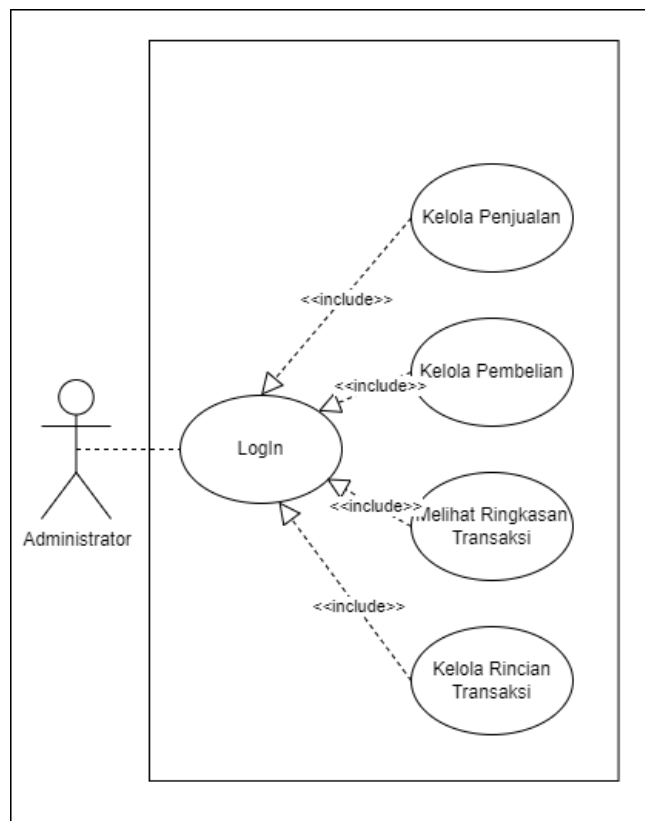 Kelola Penjualan
<<include>>
Kelola Pembelian
<<include>>
LogIn
Administrator
<<include>>
Melihat Ringkasan
Transaksi
<<include>>
Kelola Rincian
Transaksi